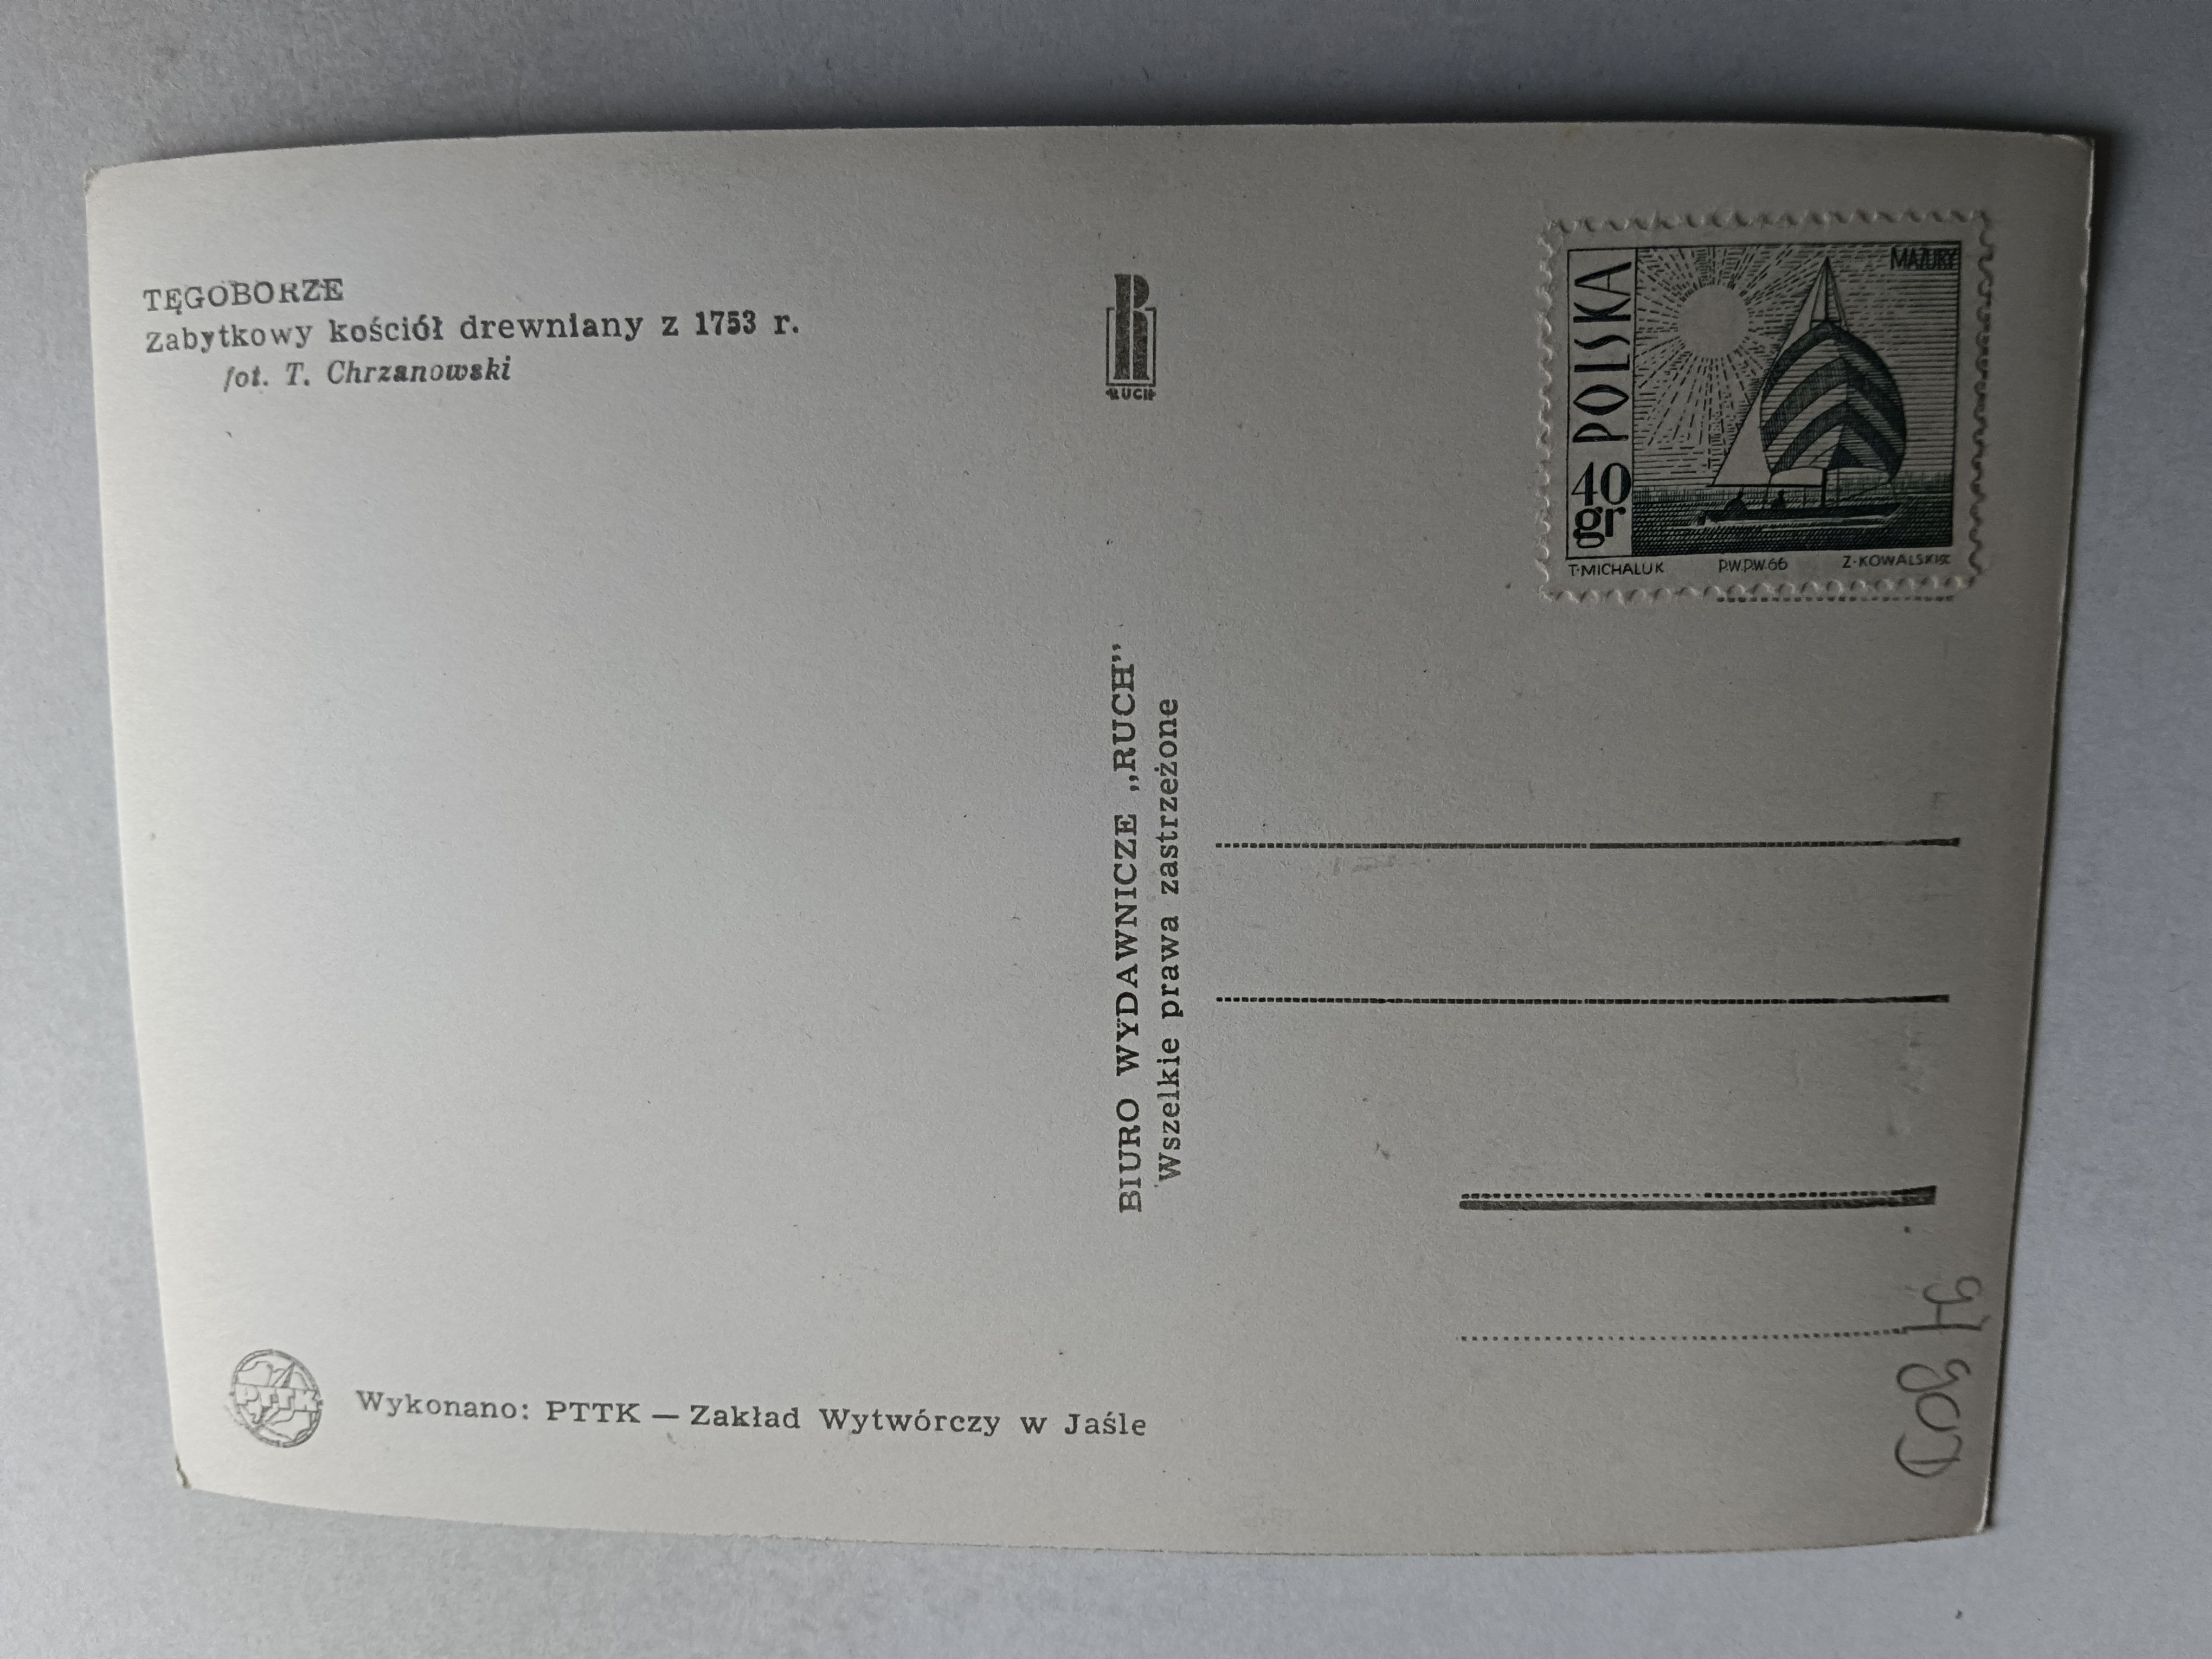 TĘGOBORZE
Zabytkowy kościół drewniany z 1753 r.
fot. T. Chrzanowski
RUCH
BIURO WYDAWNICZE „RUCH”
Wszelkie prawa zastrzeżone
MAZURY
POLSKA
40
gr
T·MICHALUK P.W.P.W.66 Z·KOWALSKI SC
PTTK
Wykonano: PTTK — Zakład Wytwórczy w Jaśle